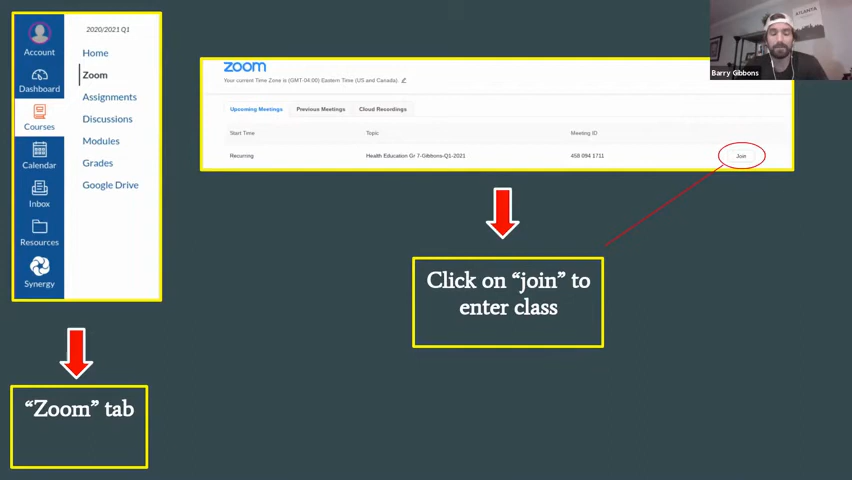 2020/2021 Q1
Account
Dashboard
Courses
Calendar
Inbox
Resources
Synergy
Home
Zoom
Assignments
Discussions
Modules
Grades
Google Drive
zoom
Your current Time Zone is (GMT-04:00) Eastern Time (US and Canada).
Upcoming Meetings Previous Meetings Cloud Recordings
Start Time Topic Meeting ID
Recurring Health Education Gr 7-Gibbons-Q1-2021 458 094 1711 Join
ATLANTA
Barry Gibbons
Click on “join” to
enter class
“Zoom” tab